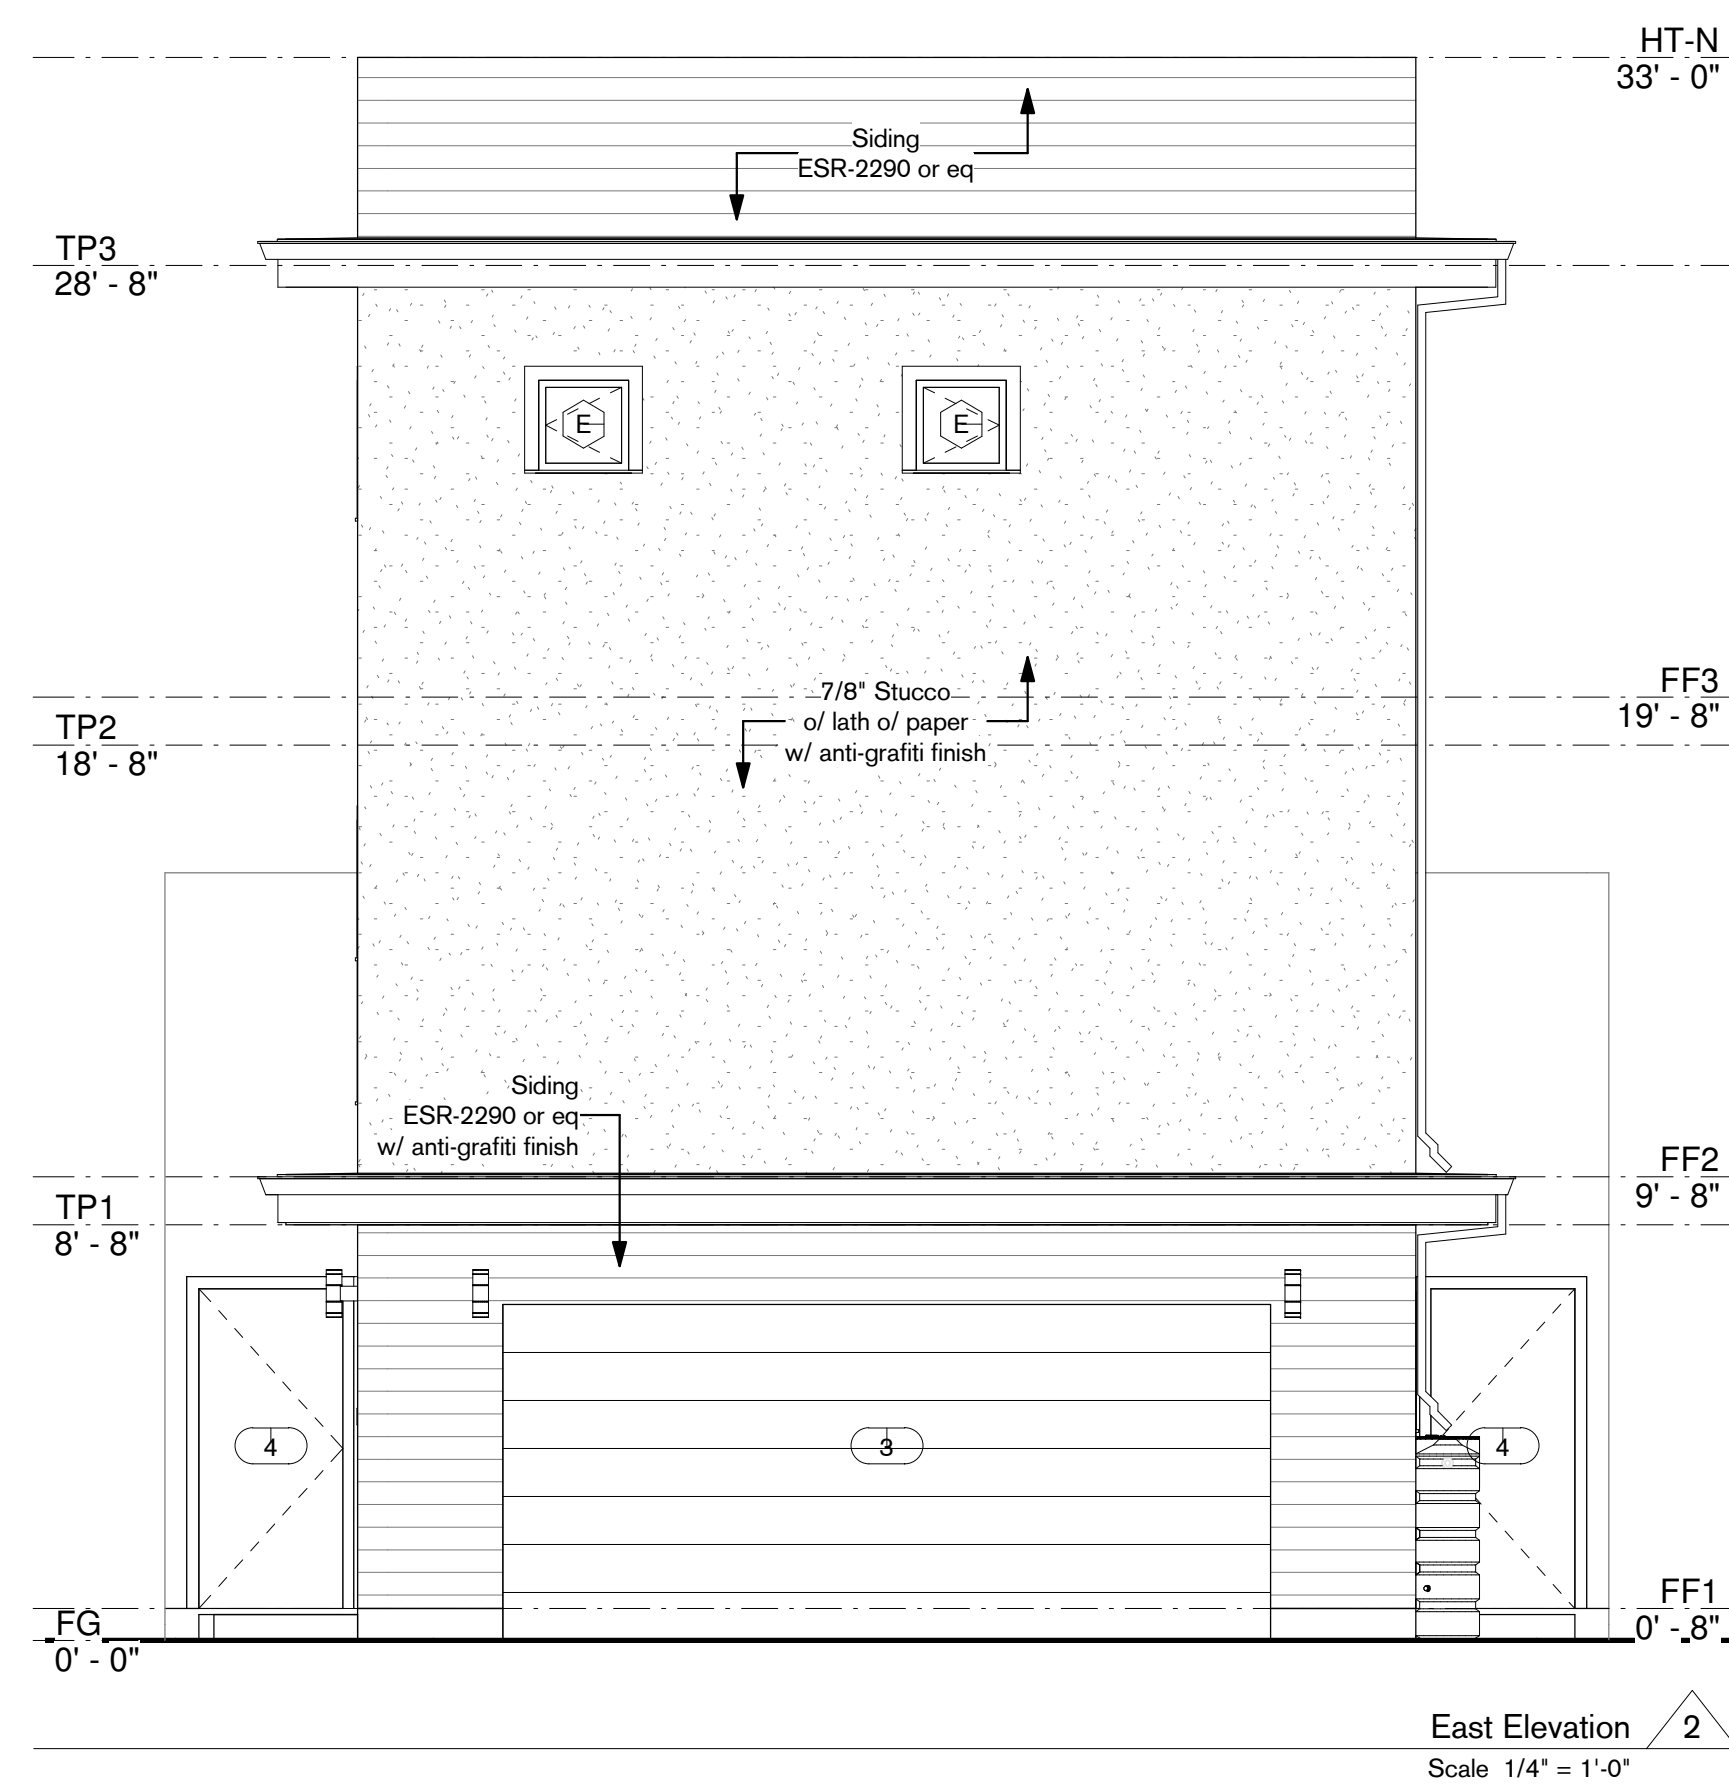 HT-N
33' - 0"
Siding
ESR-2290 or eq
TP3
28' - 8"
E
E
FF3
19' - 8"
7/8" Stucco
o/ lath o/ paper
w/ anti-grafiti finish
TP2
18' - 8"
Siding
ESR-2290 or eq
w/ anti-grafiti finish
FF2
9' - 8"
TP1
8' - 8"
4
3
4
FF1
0' - 8"
FG
0' - 0"
East Elevation
2
Scale 1/4" = 1'-0"